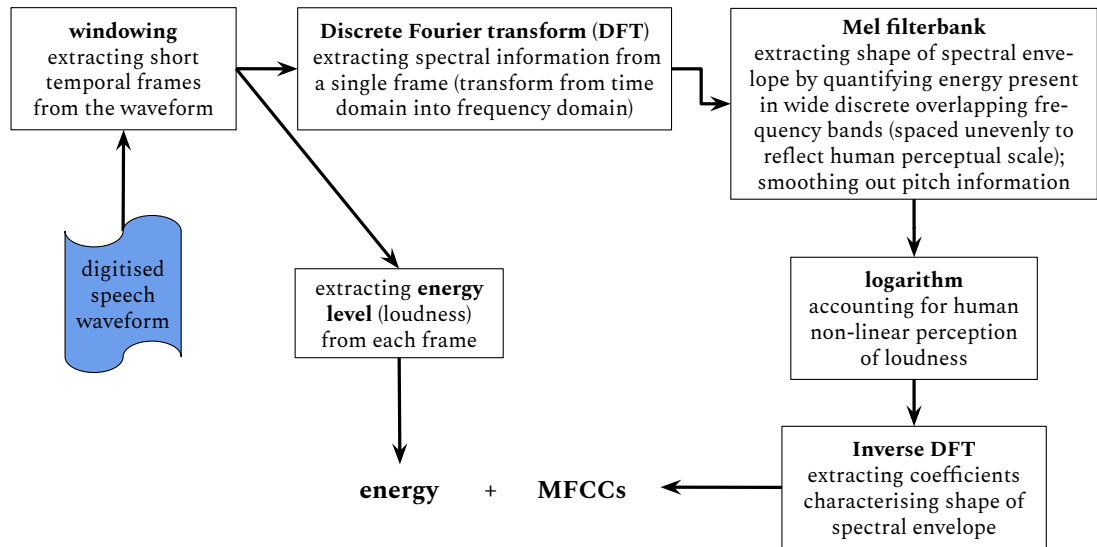 windowing
extracting short
temporal frames
from the waveform
Discrete Fourier transform (DFT)
extracting spectral information from
a single frame (transform from time
domain into frequency domain)
Mel filterbank
extracting shape of spectral enve-
lope by quantifying energy present
in wide discrete overlapping fre-
quency bands (spaced unevenly to
reflect human perceptual scale);
smoothing out pitch information
digitised
speech
waveform
extracting energy
level (loudness)
from each frame
logarithm
accounting for human
non-linear perception
of loudness
Inverse DFT
extracting coefficients
characterising shape of
spectral envelope
energy + MFCCs